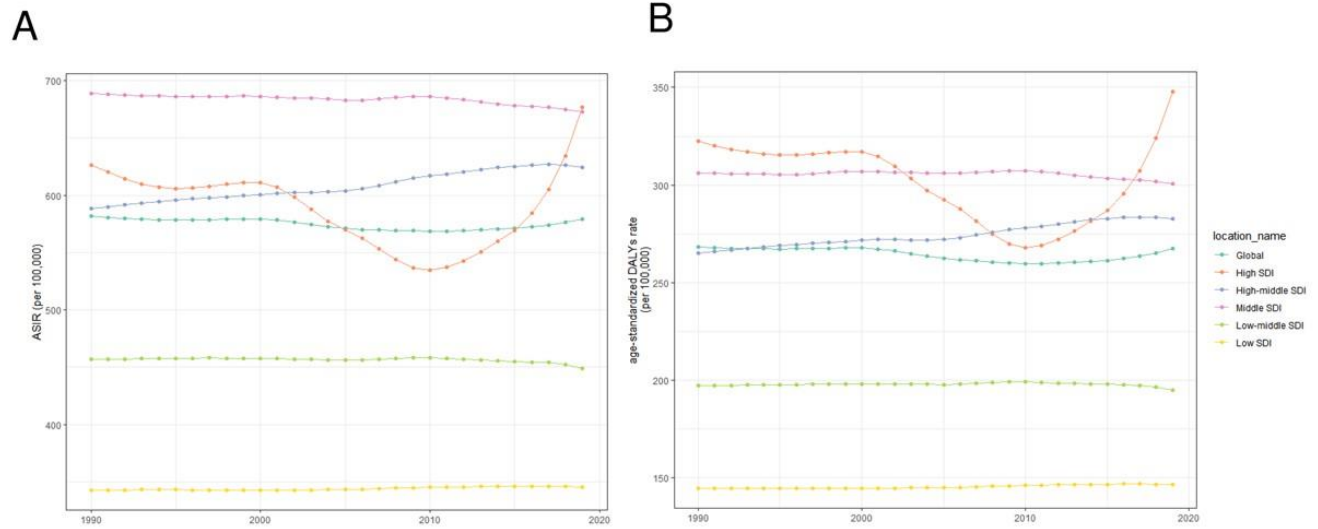 A
B
700
600
500
400
ASIR (per 100,000)
1990
2000
2010
2020
350
300
250
200
150
age-standardized DALYs rate
(per 100,000)
1990
2000
2010
2020
location_name
Global
High SDI
High-middle SDI
Middle SDI
Low-middle SDI
Low SDI